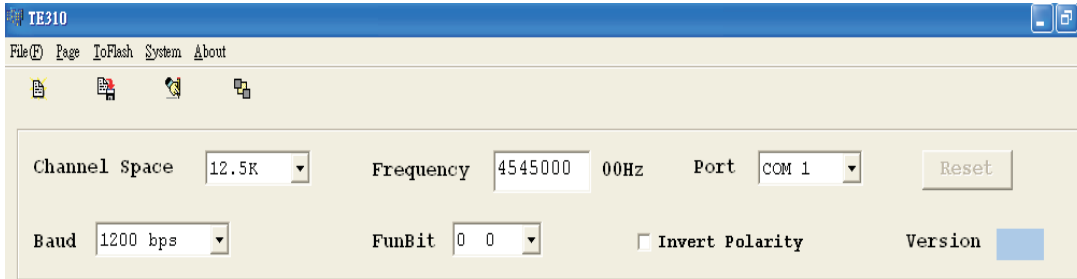 TE310
File(F) Page ToFlash System About
Channel Space 12.5K Frequency 4545000 00Hz Port COM 1 Reset
Baud 1200 bps FunBit 0 0 Invert Polarity Version